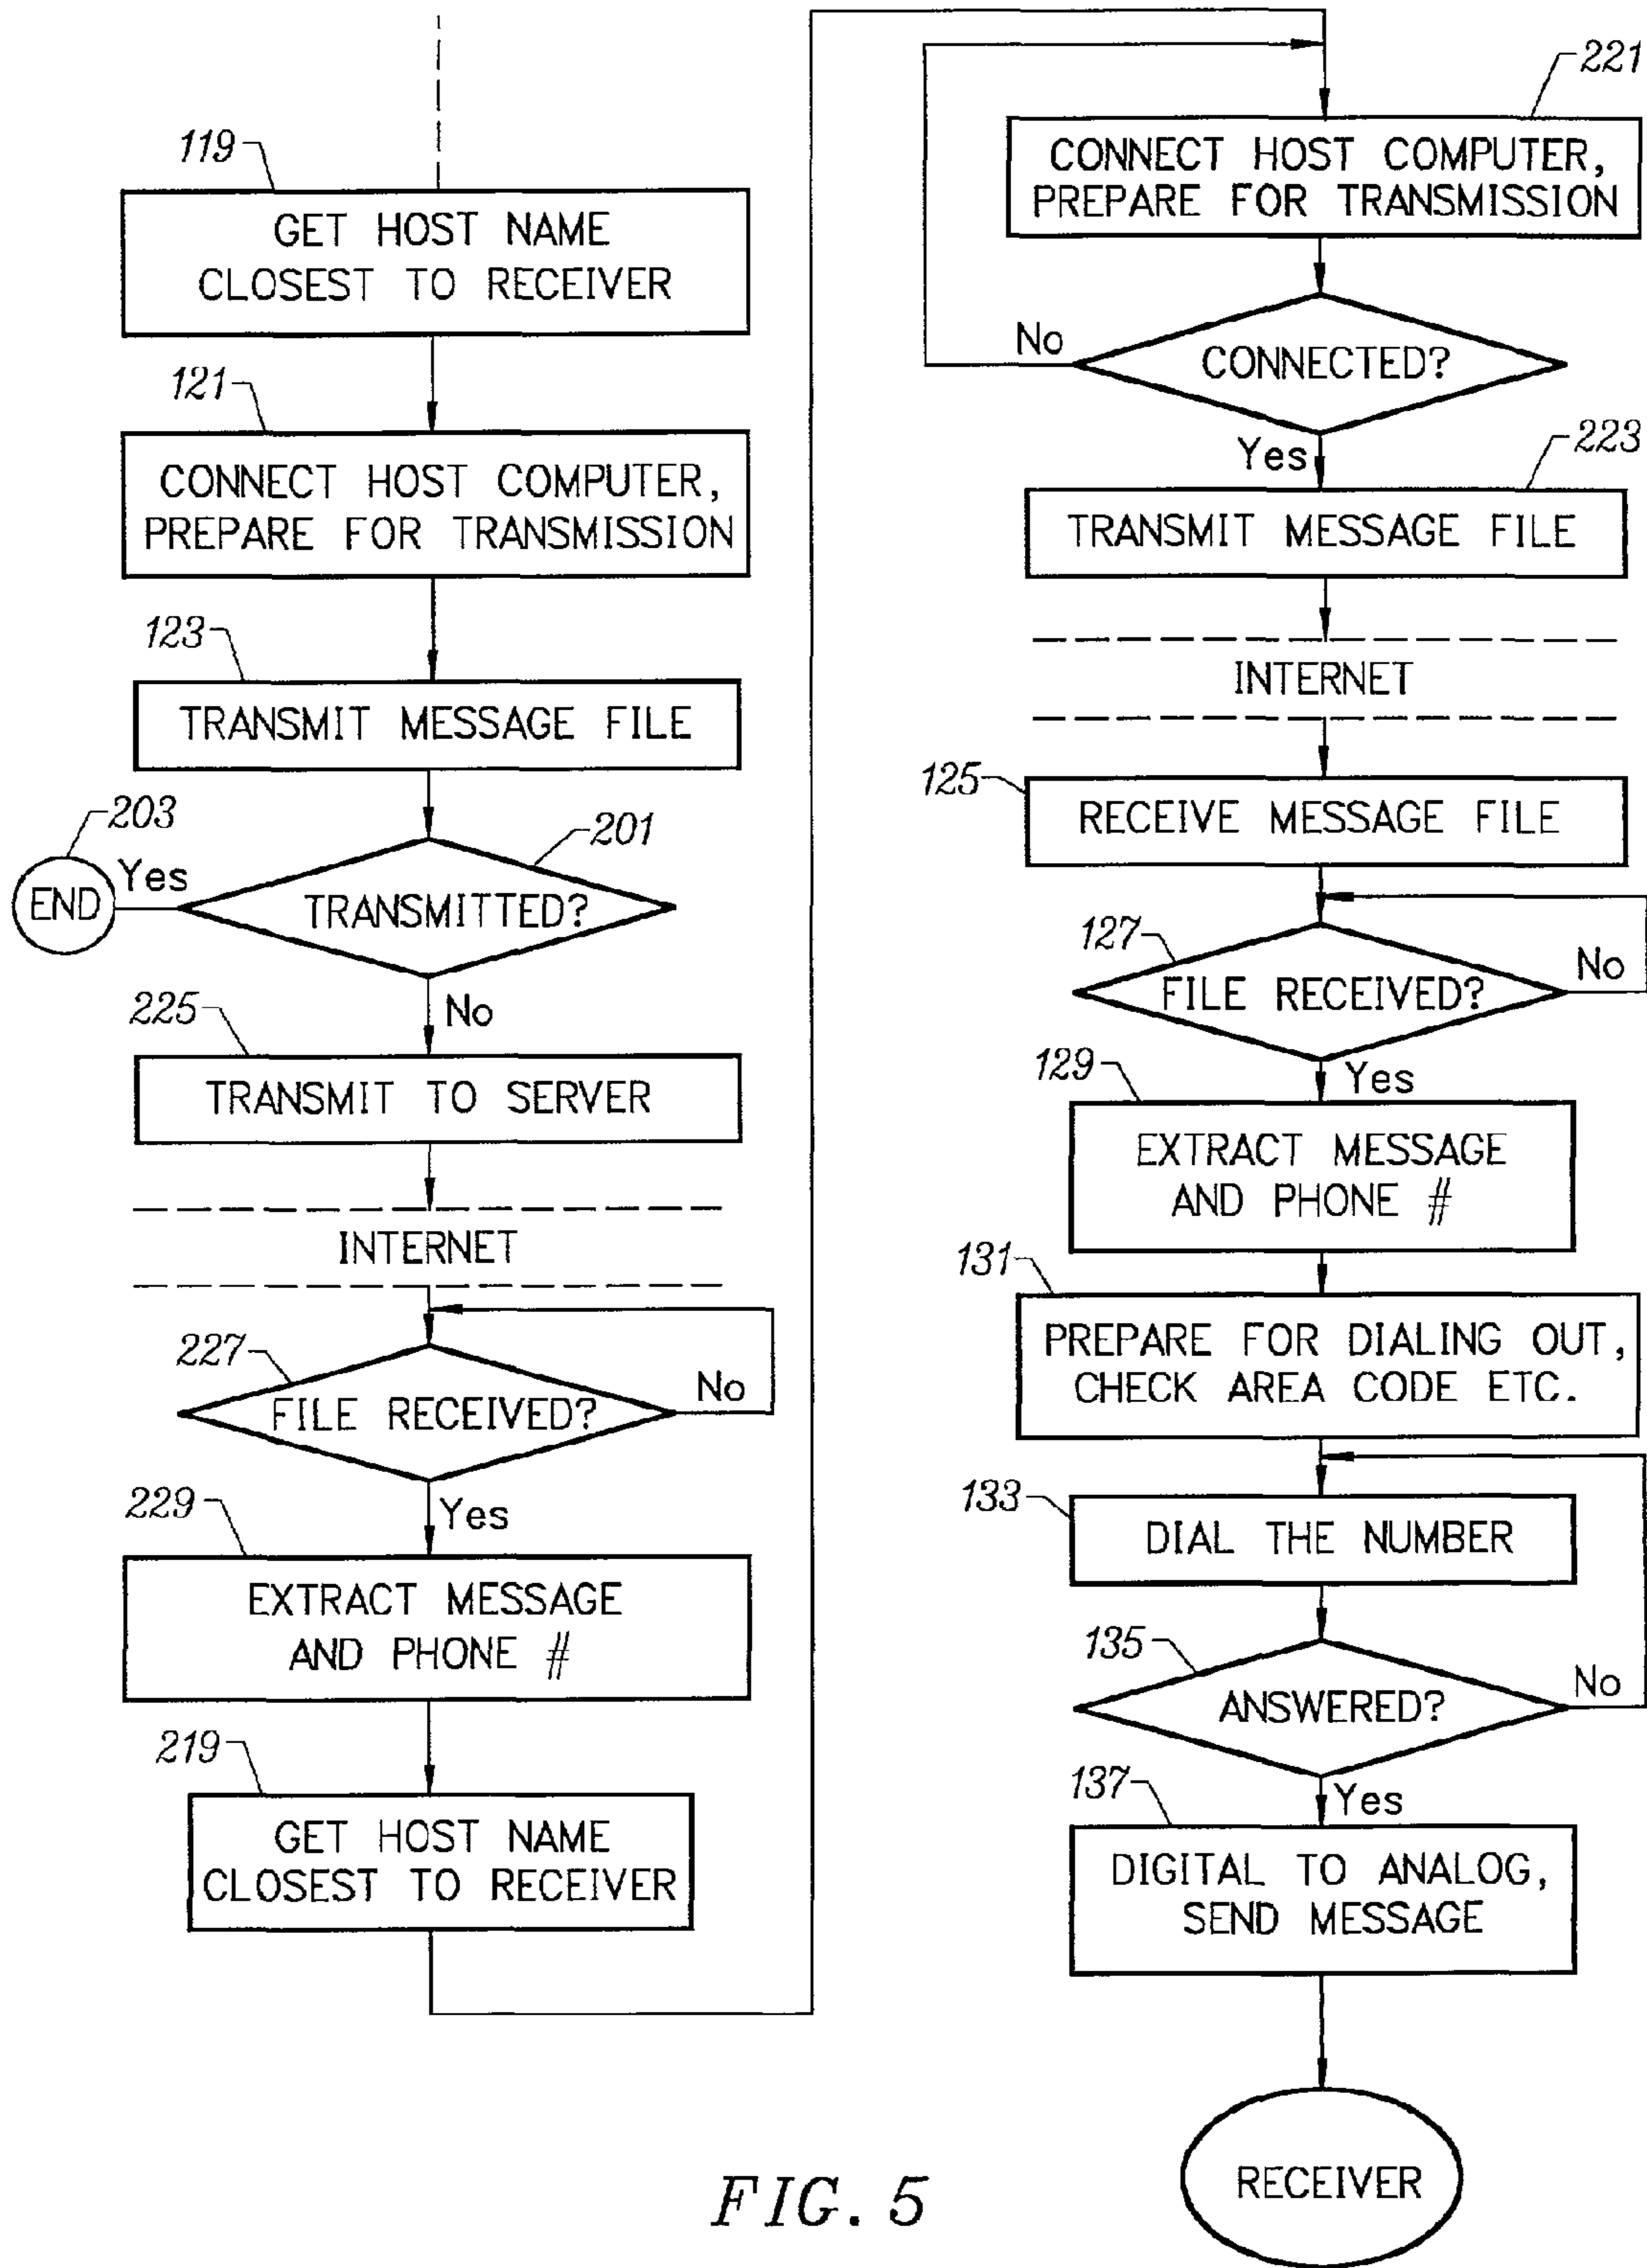 119
GET HOST NAME
CLOSEST TO RECEIVER
121
CONNECT HOST COMPUTER,
PREPARE FOR TRANSMISSION
123
TRANSMIT MESSAGE FILE
203
201
END
Yes
TRANSMITTED?
No
225
TRANSMIT TO SERVER
INTERNET
227
No
FILE RECEIVED?
Yes
229
EXTRACT MESSAGE
AND PHONE #
219
GET HOST NAME
CLOSEST TO RECEIVER
221
CONNECT HOST COMPUTER,
PREPARE FOR TRANSMISSION
No
CONNECTED?
Yes
223
TRANSMIT MESSAGE FILE
INTERNET
125
RECEIVE MESSAGE FILE
127
No
FILE RECEIVED?
Yes
129
EXTRACT MESSAGE
AND PHONE #
131
PREPARE FOR DIALING OUT,
CHECK AREA CODE ETC.
133
DIAL THE NUMBER
135
No
ANSWERED?
Yes
137
DIGITAL TO ANALOG,
SEND MESSAGE
RECEIVER
FIG. 5